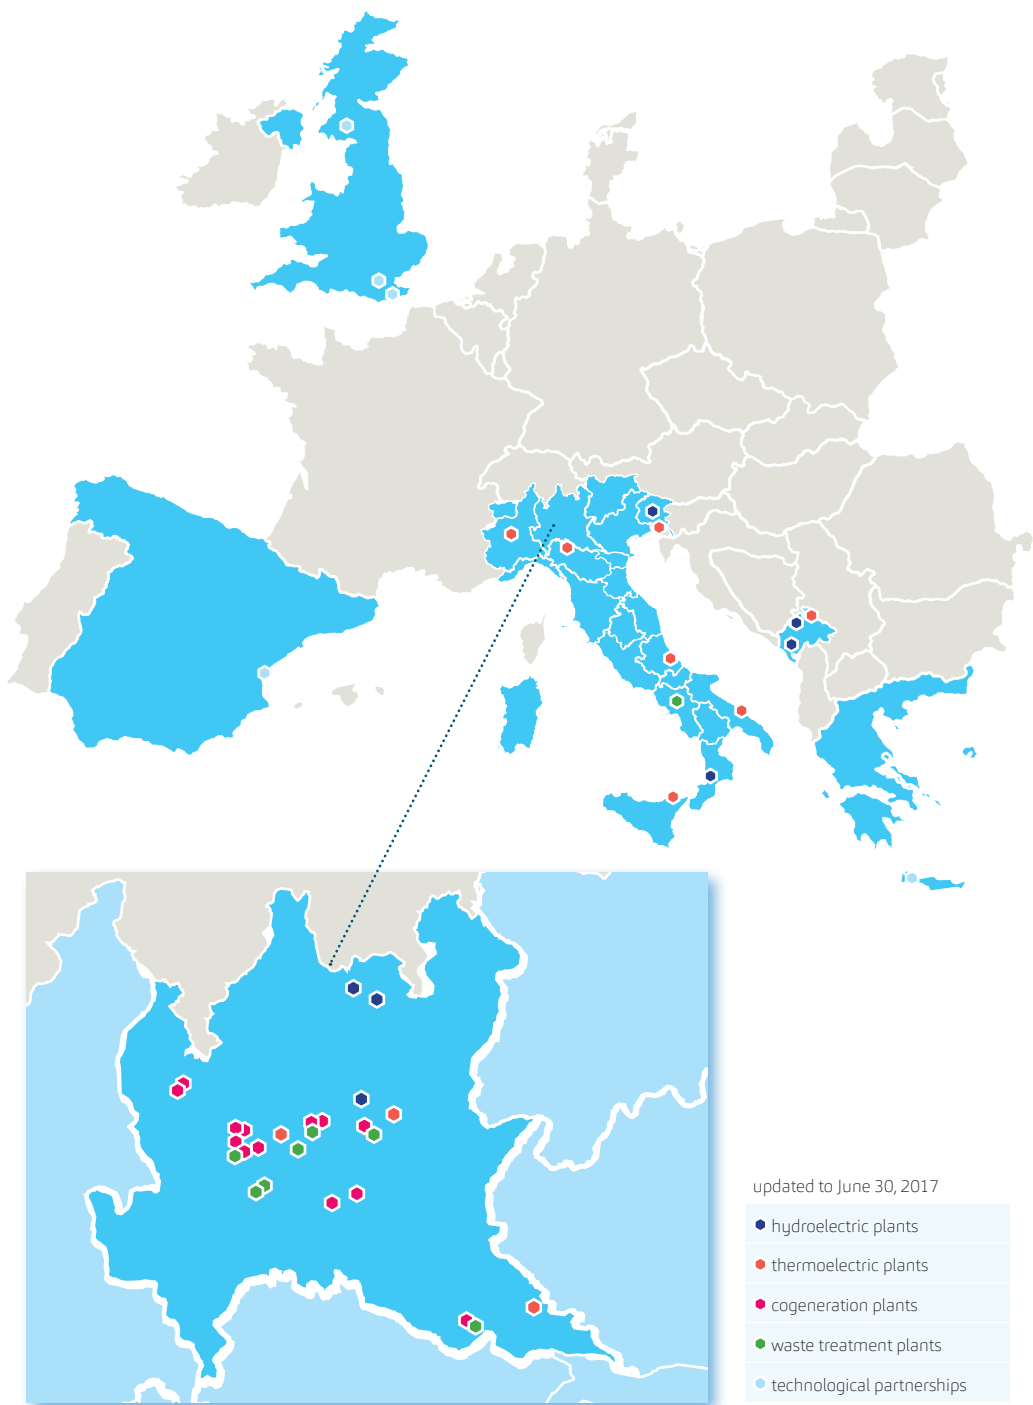 updated to June 30, 2017
hydroelectric plants
thermoelectric plants
cogeneration plants
waste treatment plants
technological partnerships